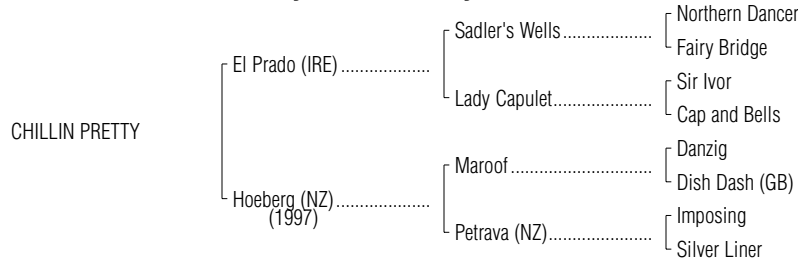 Northern Dancer
Sadler's Wells....................
Fairy Bridge
El Prado (IRE) ....................
Sir Ivor
Lady Capulet......................
Cap and Bells
CHILLIN PRETTY
Danzig
Maroof ................................
Dish Dash (GB)
Hoeberg (NZ) .....................
(1997)
Imposing
Petrava (NZ).......................
Silver Liner